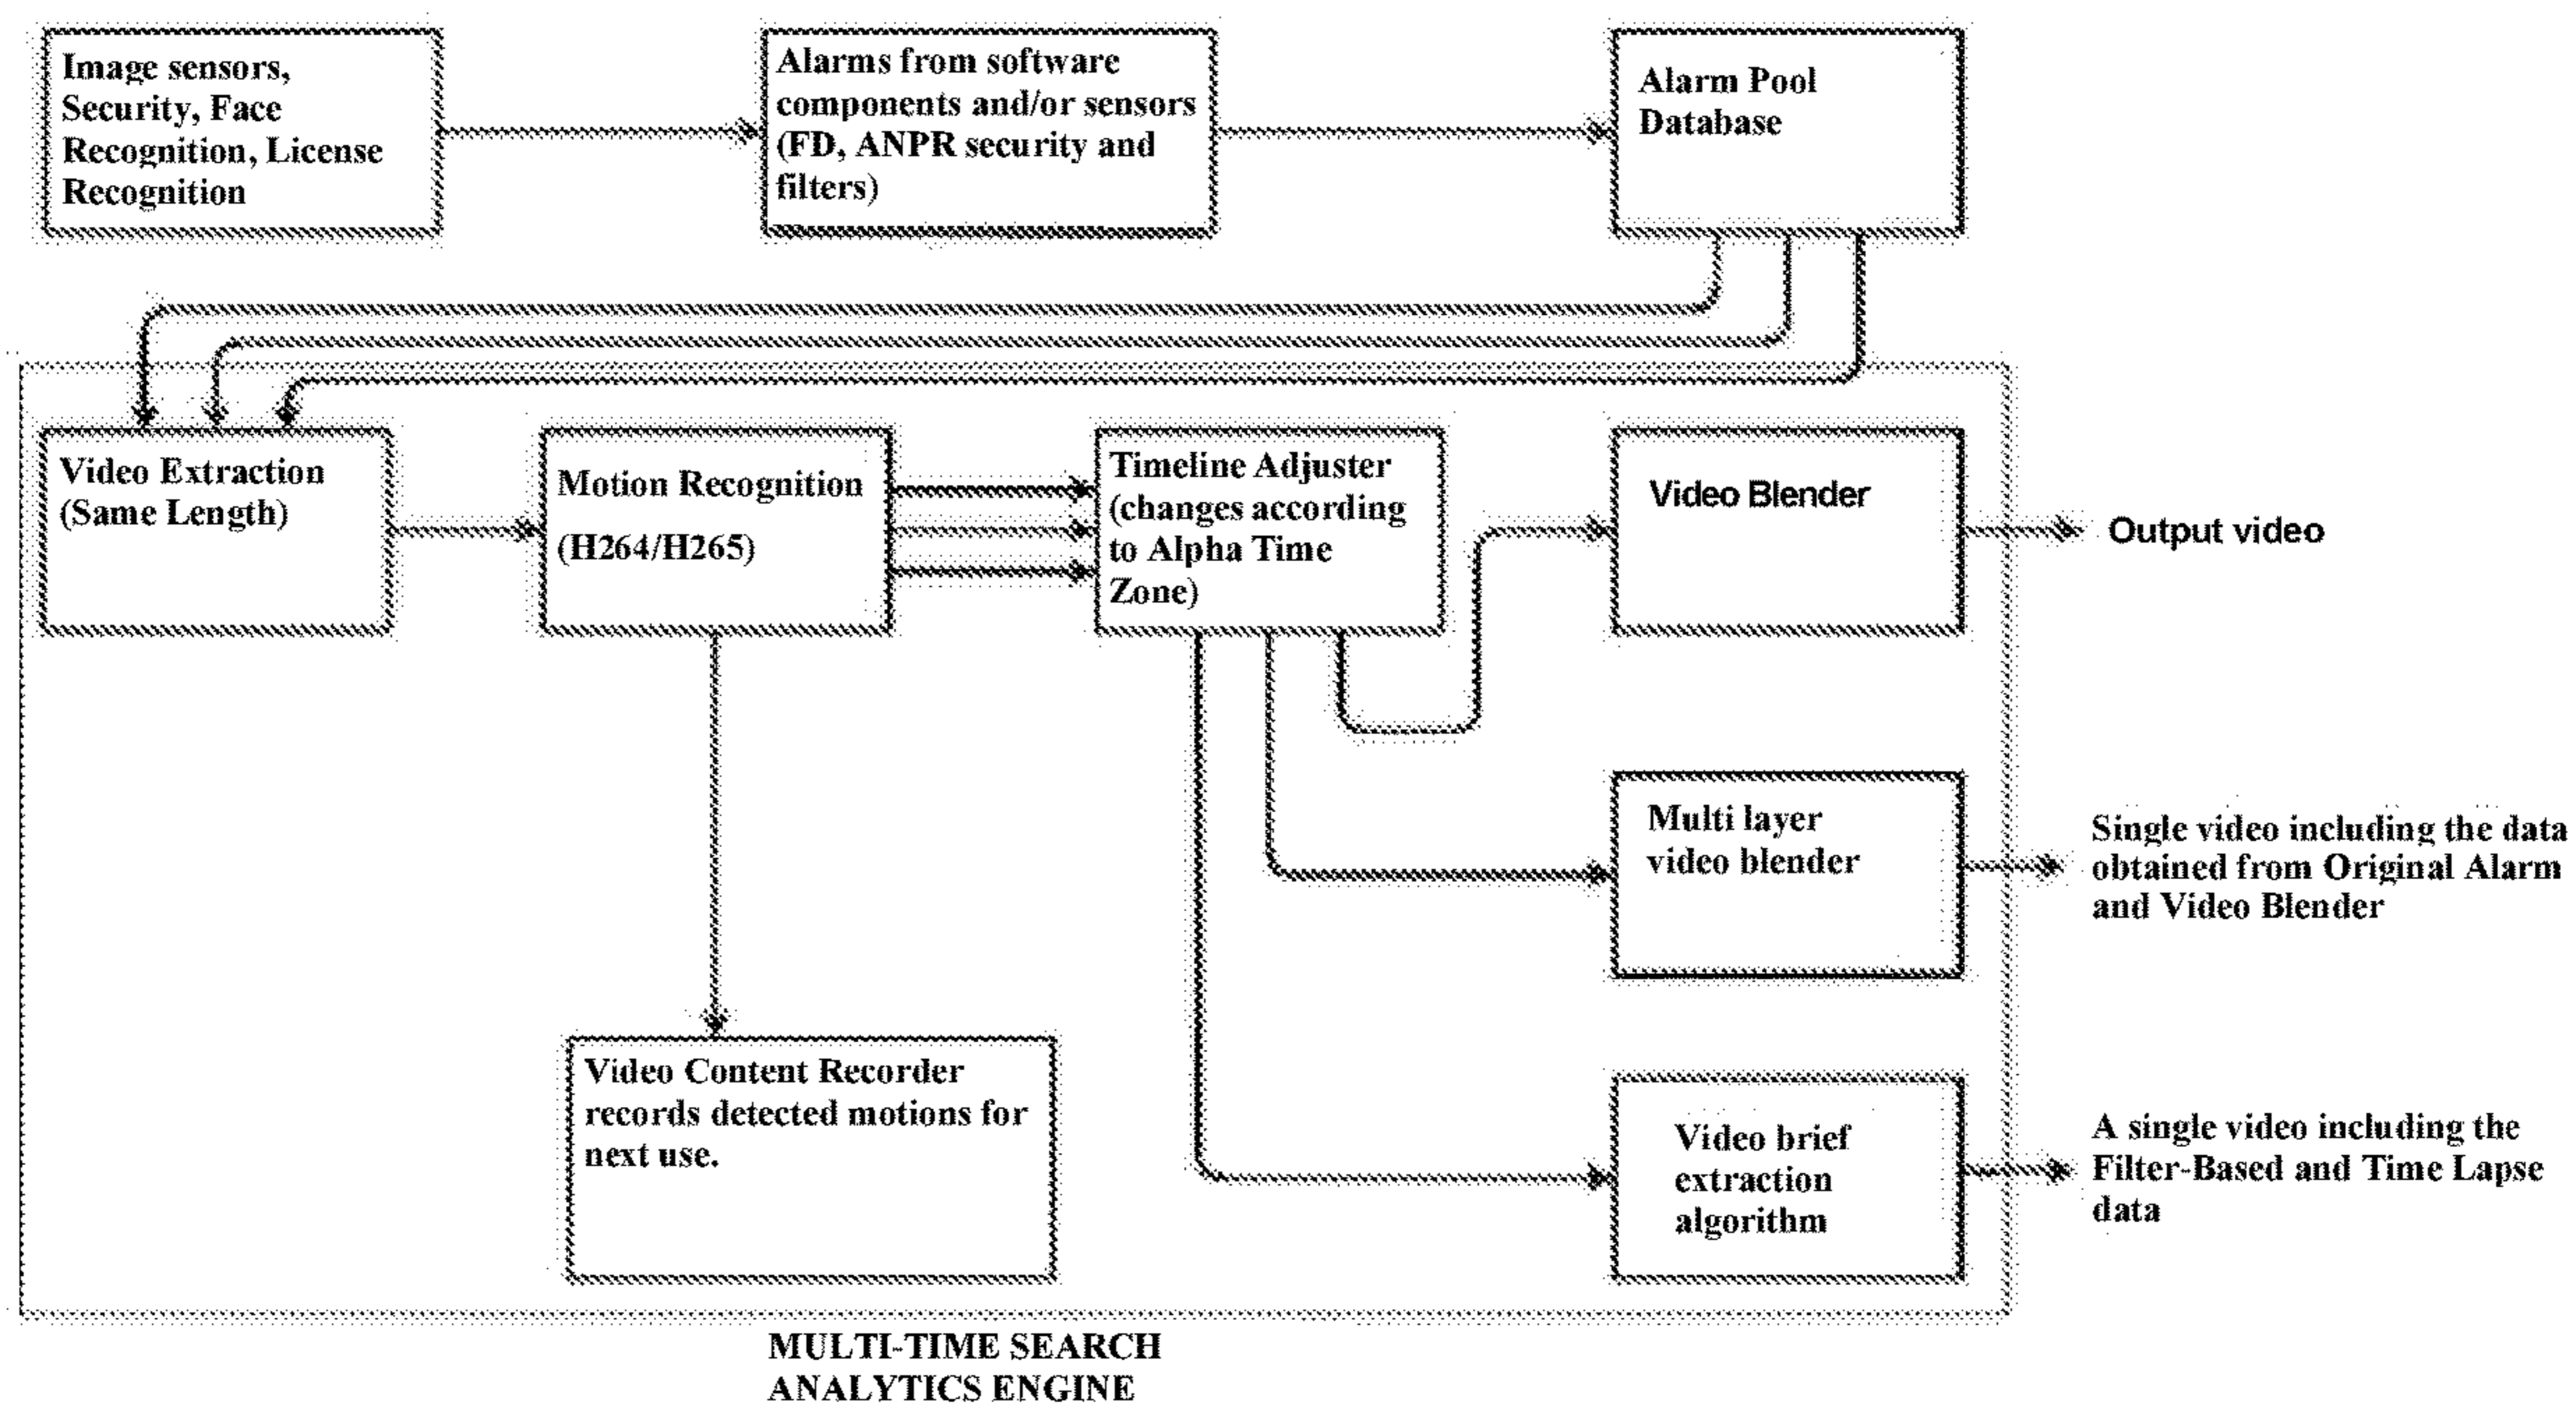 Image sensors,
Security, Face
Recognition, License
Recognition
Alarms from software
components and/or sensors
(FD, ANPR security and
filters)
Alarm Pool
Database
Video Extraction
(Same Length)
Motion Recognition
(H264/H265)
Timeline Adjuster
(changes according
to Alpha Time
Zone)
Video Blender
Output video
Multi layer
video blender
Single video including the data
obtained from Original Alarm
and Video Blender
Video Content Recorder
records detected motions for
next use.
Video brief
extraction
algorithm
A single video including the
Filter-Based and Time Lapse
data
MULTI-TIME SEARCH
ANALYTICS ENGINE